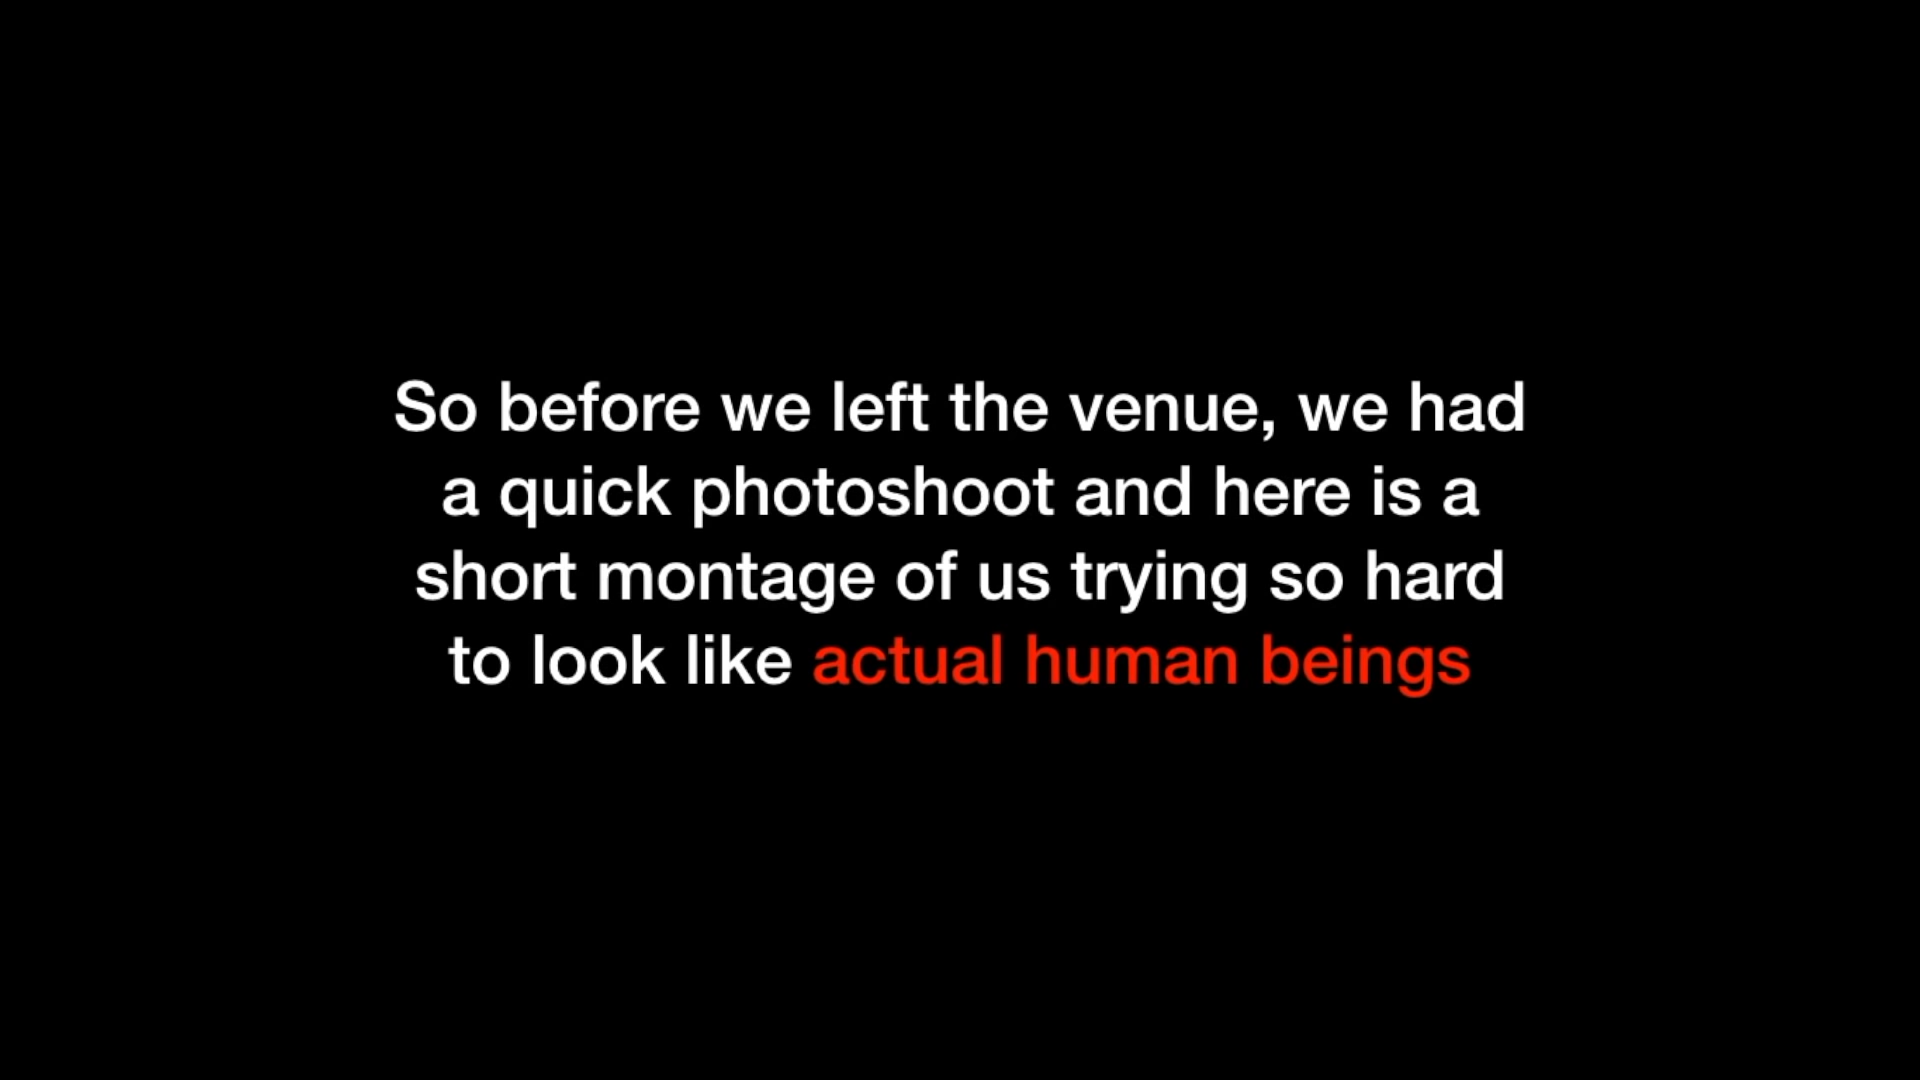 So before we left the venue, we had
a quick photoshoot and here is a
short montage of us trying so hard
to look like actual human beings